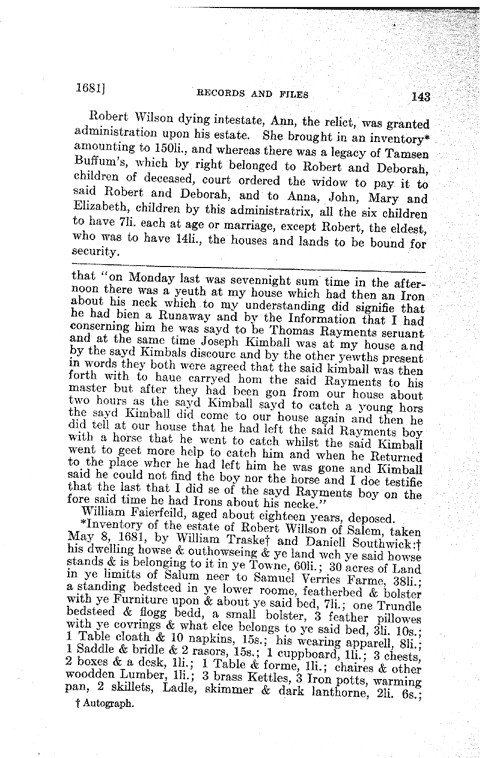 1681]
RECORDS AND FILES
143
Robert Wilson dying intestate, Ann, the relict, was granted
administration upon his estate. She brought in an inventory*
amounting to 150li., and whereas there was a legacy of Tamsen
Buffum's, which by right belonged to Robert and Deborah,
children of deceased, court ordered the widow to pay it to
said Robert and Deborah, and to Anna, John, Mary and
Elizabeth, children by this administratrix, all the six children
to have 7li. each at age or marriage, except Robert, the eldest,
who was to have 14li., the houses and lands to be bound for
security.
that "on Monday last was sevennight sum time in the after-
noon there was a yeuth at my house which had then an Iron
about his neck which to my understanding did signifie that
he had bien a Runaway and by the Information that I had
conserning him he was sayd to be Thomas Rayments seruant
and at the same time Joseph Kimball was at my house and
by the sayd Kimbals discourc and by the other yewths present
in words they both were agreed that the said kimball was then
forth with to haue carryed hom the said Rayments to his
master but after they had been gon from our house about
two hours as the sayd Kimball sayd to catch a young hors
the sayd Kimball did come to our house again and then he
did tell at our house that he had left the said Rayments boy
with a horse that he went to catch whilst the said Kimball
went to geet more help to catch him and when he Returned
to the place wher he had left him he was gone and Kimball
said he could not find the boy nor the horse and I doe testifie
that the last that I did se of the sayd Rayments boy on the
fore said time he had Irons about his necke."
William Faierfeild, aged about eighteen years, deposed.
*Inventory of the estate of Robert Willson of Salem, taken
May 8, 1681, by William Traske† and Daniell Southwick:†
his dwelling howse & outhowseing & ye land wch ye said howse
stands & is belonging to it in ye Towne, 60li.; 30 acres of Land
in ye limitts of Salum neer to Samuel Verries Farme, 38li.;
a standing bedsteed in ye lower roome, featherbed & bolster
with ye Furniture upon & about ye said bed, 7li.; one Trundle
bedsteed & flogg bedd, a small bolster, 3 feather pillowes
with ye covrings & what elce belongs to ye said bed, 3li. 10s.;
1 Table cloath & 10 napkins, 15s.; his wearing apparell, 8li.;
1 Saddle & bridle & 2 rasors, 15s.; 1 cuppboard, 1li.; 3 chests,
2 boxes & a desk, 1li.; 1 Table & forme, 1li.; chaires & other
woodden Lumber, 1li.; 3 brass Kettles, 3 Iron potts, warming
pan, 2 skillets, Ladle, skimmer & dark lanthorne, 2li. 6s.;
† Autograph.